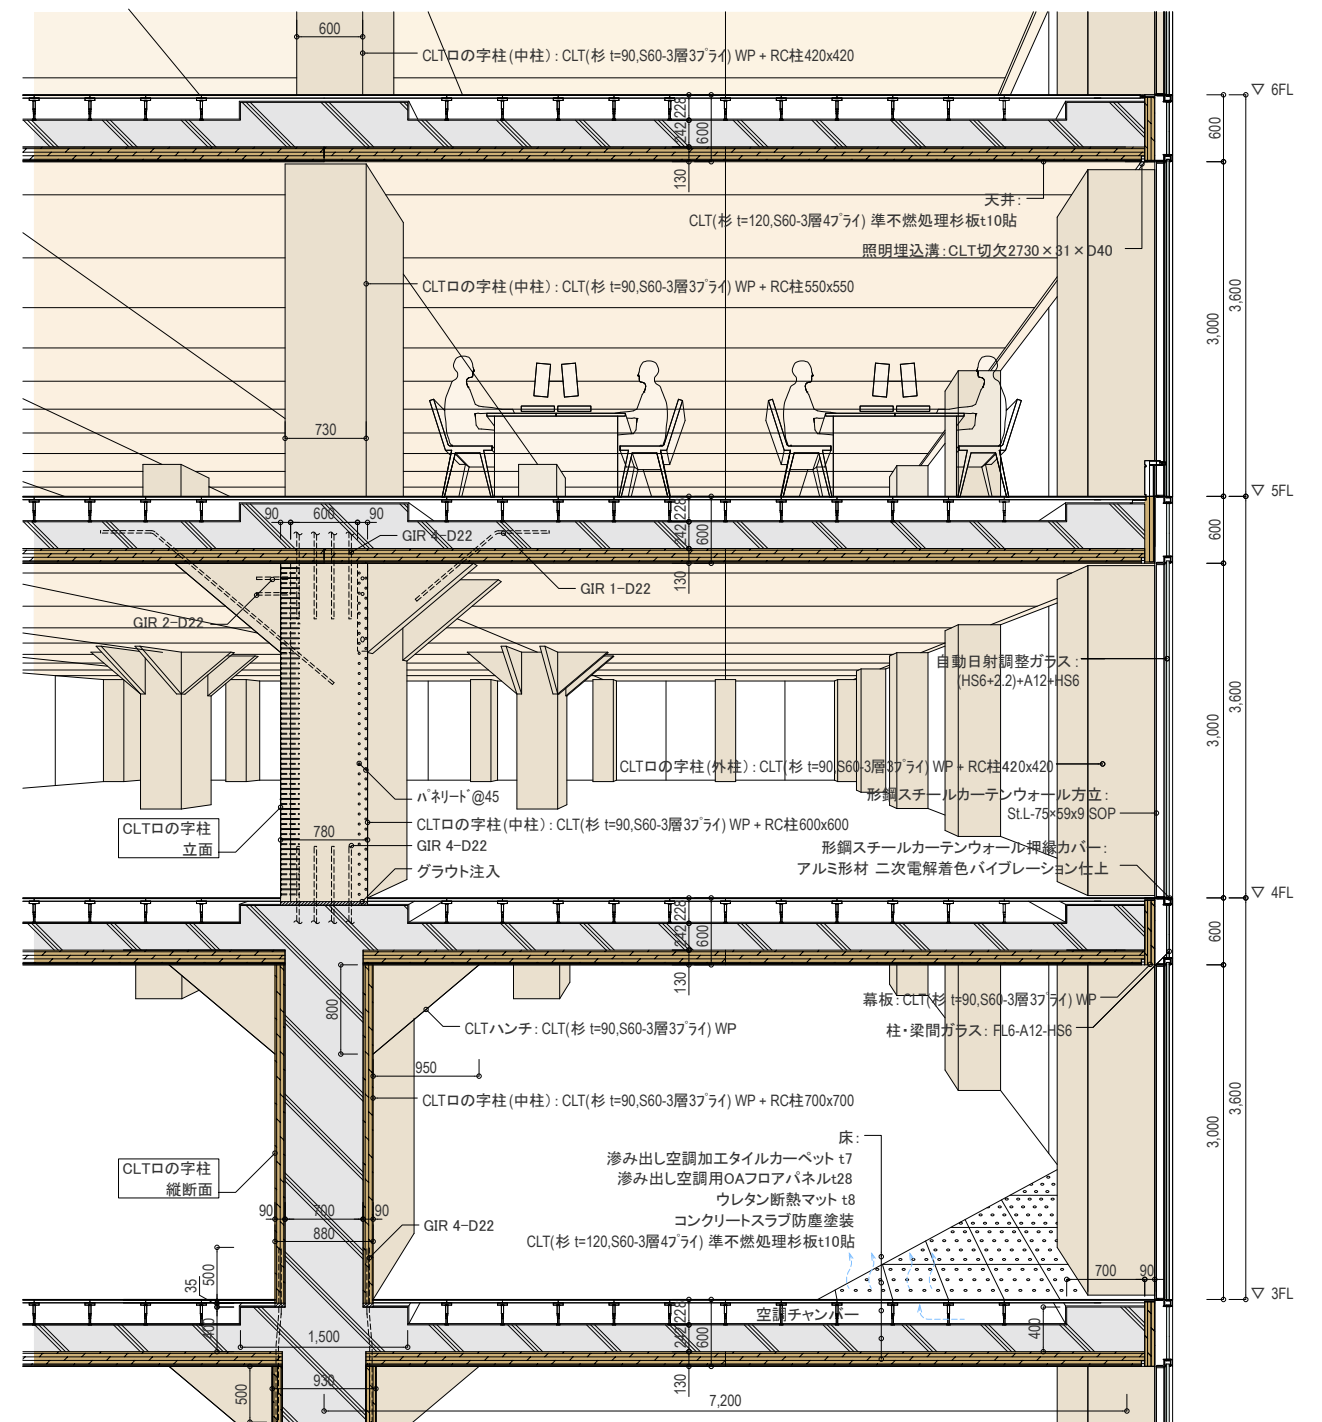 600
CLTロの字柱(中柱)：CLT(杉 t=90,S60-3層3プライ) WP + RC柱420x420
▽ 6FL
228
242
600
130
600
天井：
CLT(杉 t=120,S60-3層4プライ) 準不燃処理杉板t10貼
照明埋込溝：CLT切欠2730×31×D40
CLTロの字柱(中柱)：CLT(杉 t=90,S60-3層3プライ) WP + RC柱550x550
3,000
3,600
730
▽ 5FL
90
600
90
GIR 4-D22
228
242
600
130
600
GIR 1-D22
GIR 2-D22
自動日射調整ガラス：
(HS6+2.2)+A12+HS6
3,000
3,600
CLTロの字柱(外柱)：CLT(杉 t=90,S60-3層3プライ) WP + RC柱420x420
パネリード@45
形鋼スチールカーテンウォール方立：
St.L-75×59x9 SOP
CLTロの字柱
立面
780
CLTロの字柱(中柱)：CLT(杉 t=90,S60-3層3プライ) WP + RC柱600x600
GIR 4-D22
形鋼スチールカーテンウォール押縁カバー：
グラウト注入
アルミ形材 二次電解着色バイブレーション仕上
▽ 4FL
228
242
600
130
600
800
幕板：CLT(杉 t=90,S60-3層3プライ) WP
CLTハンチ：CLT(杉 t=90,S60-3層3プライ) WP
柱・梁間ガラス：FL6-A12-HS6
950
CLTロの字柱(中柱)：CLT(杉 t=90,S60-3層3プライ) WP + RC柱700x700
3,000
3,600
床：
滲み出し空調加工タイルカーペット t7
滲み出し空調用OAフロアパネルt28
ウレタン断熱マット t8
コンクリートスラブ防塵塗装
CLT(杉 t=120,S60-3層4プライ) 準不燃処理杉板t10貼
CLTロの字柱
縦断面
90
700
90
GIR 4-D22
880
35
500
400
700
90
▽ 3FL
空調チャンバー
1,500
228
242
600
130
400
930
500
7,200